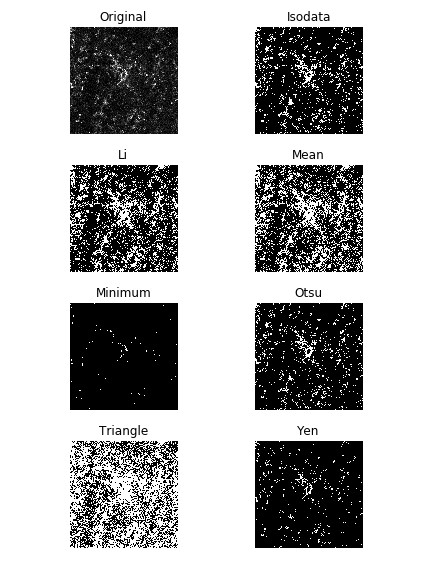 Original
Isodata
Li
Mean
Minimum
Otsu
Triangle
Yen